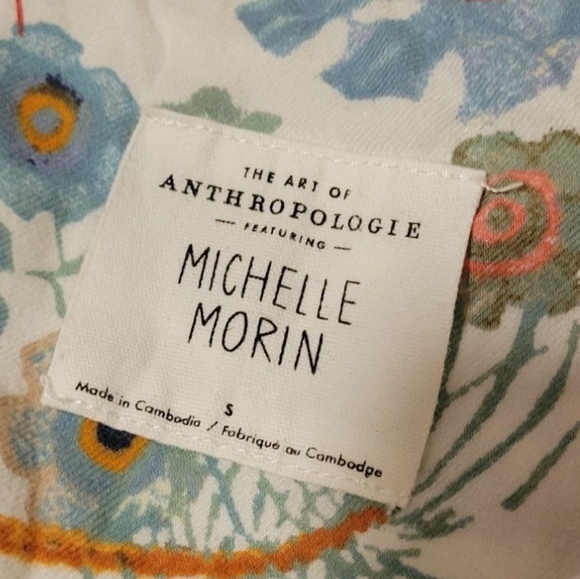 THE ART OF
ANTHROPOLOGIE
— FEATURING —
MICHELLE
MORIN
S
Made in Cambodia / Fabriqué au Cambodge